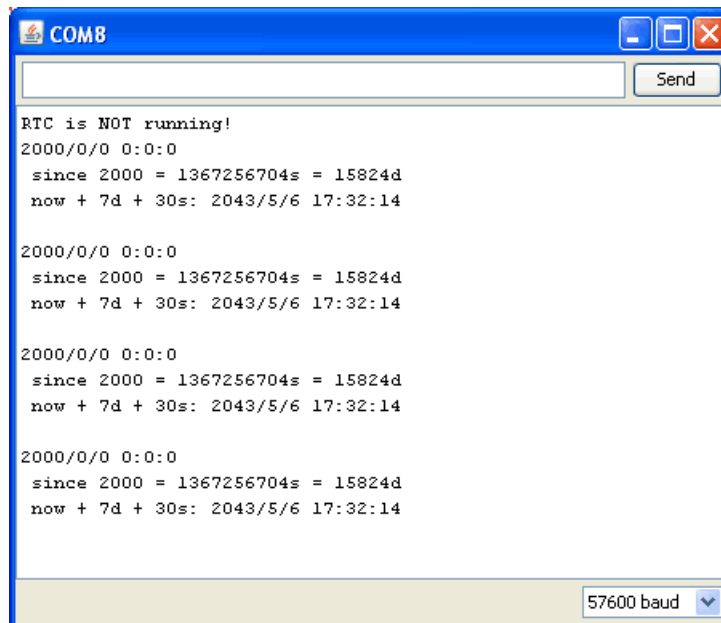 COM8
Send
RTC is NOT running!
2000/0/0 0:0:0
since 2000 = 1367256704s = 15824d
now + 7d + 30s: 2043/5/6 17:32:14
2000/0/0 0:0:0
since 2000 = 1367256704s = 15824d
now + 7d + 30s: 2043/5/6 17:32:14
2000/0/0 0:0:0
since 2000 = 1367256704s = 15824d
now + 7d + 30s: 2043/5/6 17:32:14
2000/0/0 0:0:0
since 2000 = 1367256704s = 15824d
now + 7d + 30s: 2043/5/6 17:32:14
57600 baud